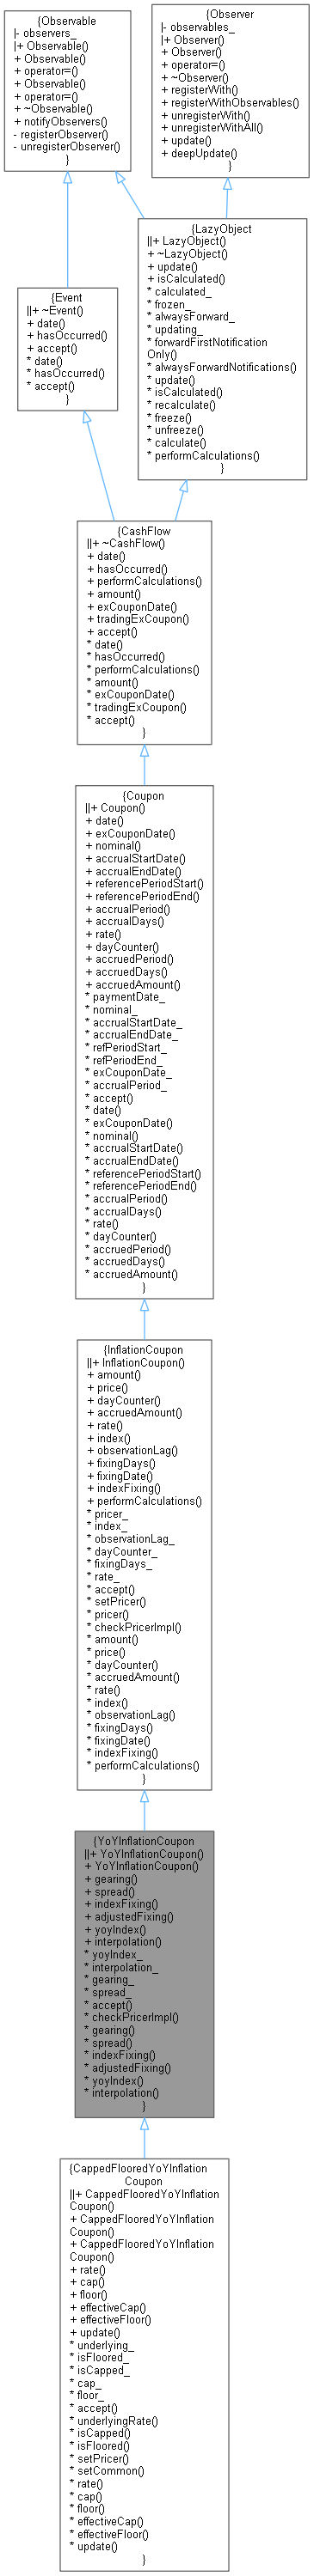 {Observable
|- observers_
|+ Observable()
+ Observable()
+ operator=()
+ Observable()
+ operator=()
+ ~Observable()
+ notifyObservers()
- registerObserver()
- unregisterObserver()
}
{Observer
|- observables_
|+ Observer()
+ Observer()
+ operator=()
+ ~Observer()
+ registerWith()
+ registerWithObservables()
+ unregisterWith()
+ unregisterWithAll()
+ update()
+ deepUpdate()
}
{LazyObject
||+ LazyObject()
+ ~LazyObject()
+ update()
+ isCalculated()
* calculated_
* frozen_
* alwaysForward_
* updating_
* forwardFirstNotification
Only()
* alwaysForwardNotifications()
* update()
* isCalculated()
* recalculate()
* freeze()
* unfreeze()
* calculate()
* performCalculations()
}
{Event
||+ ~Event()
+ date()
+ hasOccurred()
+ accept()
* date()
* hasOccurred()
* accept()
}
{CashFlow
||+ ~CashFlow()
+ date()
+ hasOccurred()
+ performCalculations()
+ amount()
+ exCouponDate()
+ tradingExCoupon()
+ accept()
* date()
* hasOccurred()
* performCalculations()
* amount()
* exCouponDate()
* tradingExCoupon()
* accept()
}
{Coupon
||+ Coupon()
+ date()
+ exCouponDate()
+ nominal()
+ accrualStartDate()
+ accrualEndDate()
+ referencePeriodStart()
+ referencePeriodEnd()
+ accrualPeriod()
+ accrualDays()
+ rate()
+ dayCounter()
+ accruedPeriod()
+ accruedDays()
+ accruedAmount()
* paymentDate_
* nominal_
* accrualStartDate_
* accrualEndDate_
* refPeriodStart_
* refPeriodEnd_
* exCouponDate_
* accrualPeriod_
* accept()
* date()
* exCouponDate()
* nominal()
* accrualStartDate()
* accrualEndDate()
* referencePeriodStart()
* referencePeriodEnd()
* accrualPeriod()
* accrualDays()
* rate()
* dayCounter()
* accruedPeriod()
* accruedDays()
* accruedAmount()
}
{InflationCoupon
||+ InflationCoupon()
+ amount()
+ price()
+ dayCounter()
+ accruedAmount()
+ rate()
+ index()
+ observationLag()
+ fixingDays()
+ fixingDate()
+ indexFixing()
+ performCalculations()
* pricer_
* index_
* observationLag_
* dayCounter_
* fixingDays_
* rate_
* accept()
* setPricer()
* pricer()
* checkPricerImpl()
* amount()
* price()
* dayCounter()
* accruedAmount()
* rate()
* index()
* observationLag()
* fixingDays()
* fixingDate()
* indexFixing()
* performCalculations()
}
{YoYInflationCoupon
||+ YoYInflationCoupon()
+ YoYInflationCoupon()
+ gearing()
+ spread()
+ indexFixing()
+ adjustedFixing()
+ yoyIndex()
+ interpolation()
* yoyIndex_
* interpolation_
* gearing_
* spread_
* accept()
* checkPricerImpl()
* gearing()
* spread()
* indexFixing()
* adjustedFixing()
* yoyIndex()
* interpolation()
}
{CappedFlooredYoYInflation
Coupon
||+ CappedFlooredYoYInflation
Coupon()
+ CappedFlooredYoYInflation
Coupon()
+ CappedFlooredYoYInflation
Coupon()
+ rate()
+ cap()
+ floor()
+ effectiveCap()
+ effectiveFloor()
+ update()
* underlying_
* isFloored_
* isCapped_
* cap_
* floor_
* accept()
* underlyingRate()
* isCapped()
* isFloored()
* setPricer()
* setCommon()
* rate()
* cap()
* floor()
* effectiveCap()
* effectiveFloor()
* update()
}